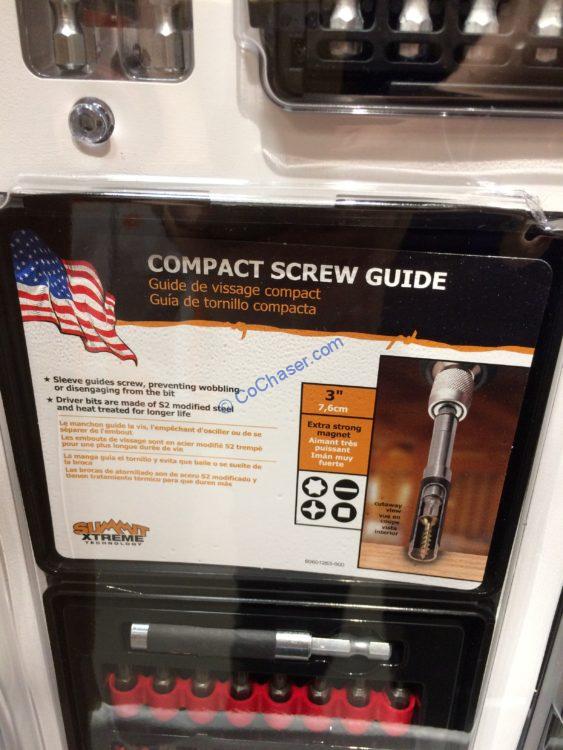 COMPACT SCREW GUIDE
Guide de vissage compact
Guía de tornillo compacta
CoChaser.com
★ Sleeve guides screw, preventing wobbling
or disengaging from the bit
★ Driver bits are made of S2 modified steel
and heat treated for longer life
Le manchon guide la vis, l'empêchant d'osciller ou de se
séparer de l'embout
Les embouts de vissage sont en acier modifié S2 trempé
pour une plus longue durée de vie
La manga guía el tornillo y evita que baile o se suelte de
la broca
Las brocas de atornillado son de acero S2 modificado y
tienen tratamiento térmico para que duren más
3"
7,6cm
Extra strong
magnet
Aimant très
puissant
Imán muy
fuerte
cutaway
view
vue en
coupe
vista
interior
SUMMIT
XTREME
TECHNOLOGY